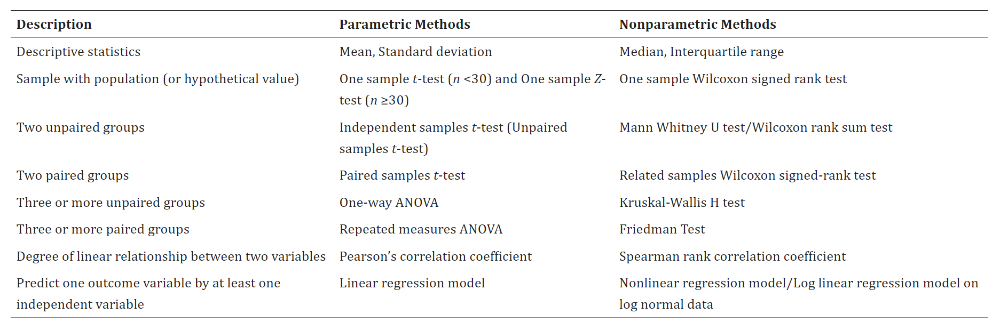 Description Parametric Methods Nonparametric Methods
Descriptive statistics Mean, Standard deviation Median, Interquartile range
Sample with population (or hypothetical value) One sample t-test (n <30) and One sample Z- One sample Wilcoxon signed rank test
test (n ≥30)
Two unpaired groups Independent samples t-test (Unpaired Mann Whitney U test/Wilcoxon rank sum test
samples t-test)
Two paired groups Paired samples t-test Related samples Wilcoxon signed-rank test
Three or more unpaired groups One-way ANOVA Kruskal-Wallis H test
Three or more paired groups Repeated measures ANOVA Friedman Test
Degree of linear relationship between two variables Pearson’s correlation coefficient Spearman rank correlation coefficient
Predict one outcome variable by at least one Linear regression model Nonlinear regression model/Log linear regression model on
independent variable log normal data